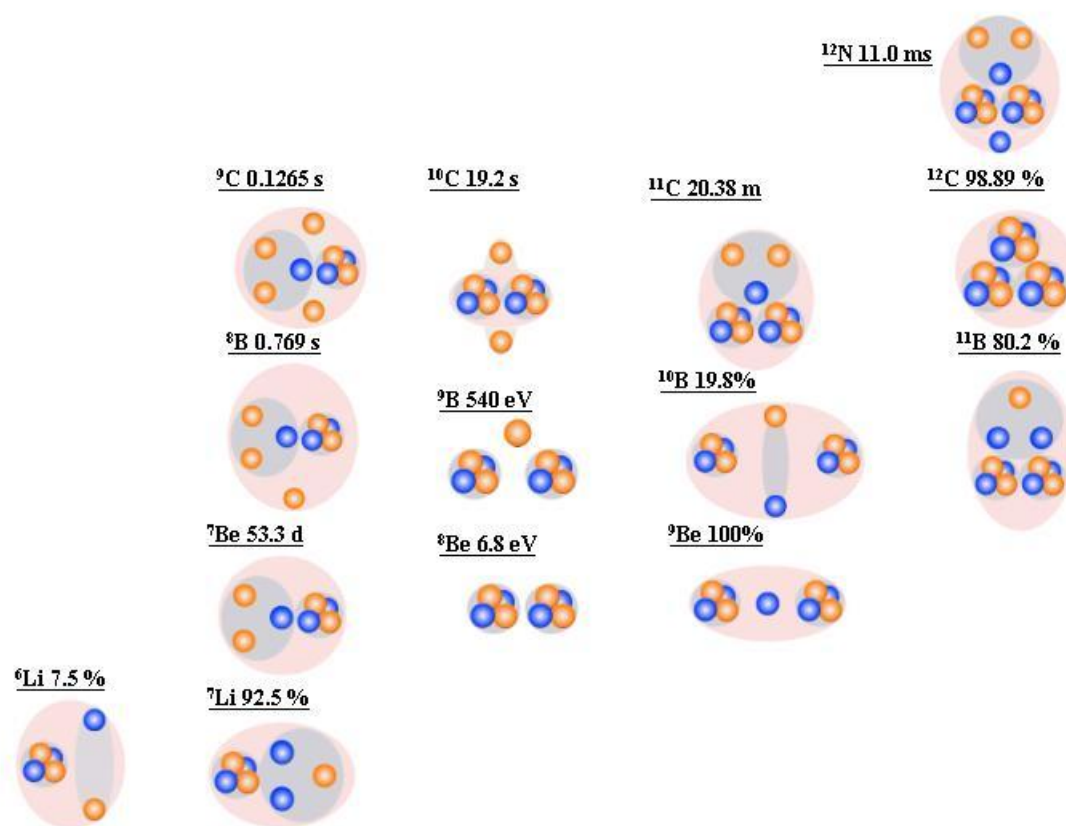 ¹²N 11.0 ms
⁹C 0.1265 s
¹⁰C 19.2 s
¹¹C 20.38 m
¹²C 98.89 %
⁸B 0.769 s
⁹B 540 eV
¹⁰B 19.8%
¹¹B 80.2 %
⁷Be 53.3 d
⁸Be 6.8 eV
⁹Be 100%
⁶Li 7.5 %
⁷Li 92.5 %